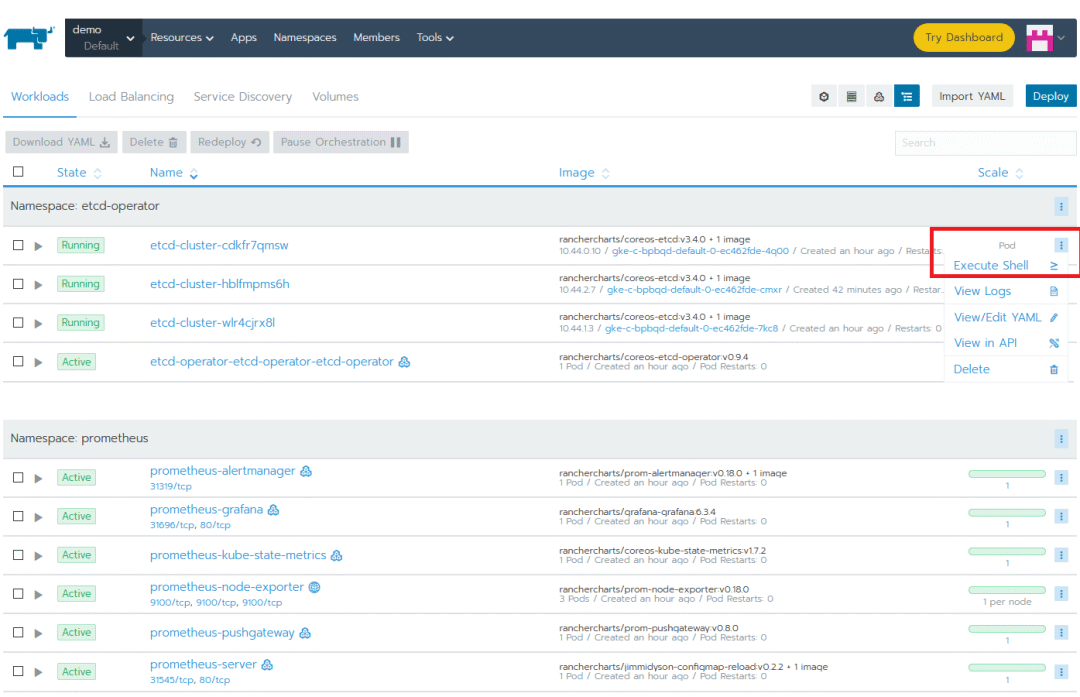 demo
Default
Resources Apps Namespaces Members Tools Try Dashboard
Workloads Load Balancing Service Discovery Volumes Import YAML Deploy
Download YAML Delete Redeploy Pause Orchestration Search
State Name Image Scale
Namespace: etcd-operator
Running etcd-cluster-cdkfr7qmsw ranchercharts/coreos-etcd:v3.4.0 + 1 image Pod
10.44.0.10 / gke-c-bpbqd-default-0-ec462fde-4q00 / Created an hour ago / Restarts:
Execute Shell
Running etcd-cluster-hblfmpms6h ranchercharts/coreos-etcd:v3.4.0 + 1 image
10.44.2.7 / gke-c-bpbqd-default-0-ec462fde-cmxr / Created 42 minutes ago / Restar...
View Logs
Running etcd-cluster-wlr4cjrx8l ranchercharts/coreos-etcd:v3.4.0 + 1 image View/Edit YAML
10.44.1.3 / gke-c-bpbqd-default-0-ec462fde-7kc8 / Created an hour ago / Restarts: 0
View in API
Active etcd-operator-etcd-operator-etcd-operator ranchercharts/coreos-etcd-operator:v0.9.4
1 Pod / Created an hour ago / Pod Restarts: 0
Delete
Namespace: prometheus
Active prometheus-alertmanager ranchercharts/prom-alertmanager:v0.18.0 + 1 image
31319/tcp 1 Pod / Created an hour ago / Pod Restarts: 0 1
Active prometheus-grafana ranchercharts/grafana-grafana:6.3.4
31696/tcp, 80/tcp 1 Pod / Created an hour ago / Pod Restarts: 0 1
Active prometheus-kube-state-metrics ranchercharts/coreos-kube-state-metrics:v1.7.2
1 Pod / Created an hour ago / Pod Restarts: 0 1
Active prometheus-node-exporter ranchercharts/prom-node-exporter:v0.18.0
9100/tcp, 9100/tcp, 9100/tcp 3 Pods / Created an hour ago / Pod Restarts: 0 1 per node
Active prometheus-pushgateway ranchercharts/prom-pushgateway:v0.8.0
1 Pod / Created an hour ago / Pod Restarts: 0 1
Active prometheus-server ranchercharts/jimmidyson-configmap-reload:v0.2.2 + 1 image
31545/tcp, 80/tcp 1 Pod / Created an hour ago / Pod Restarts: 0 1